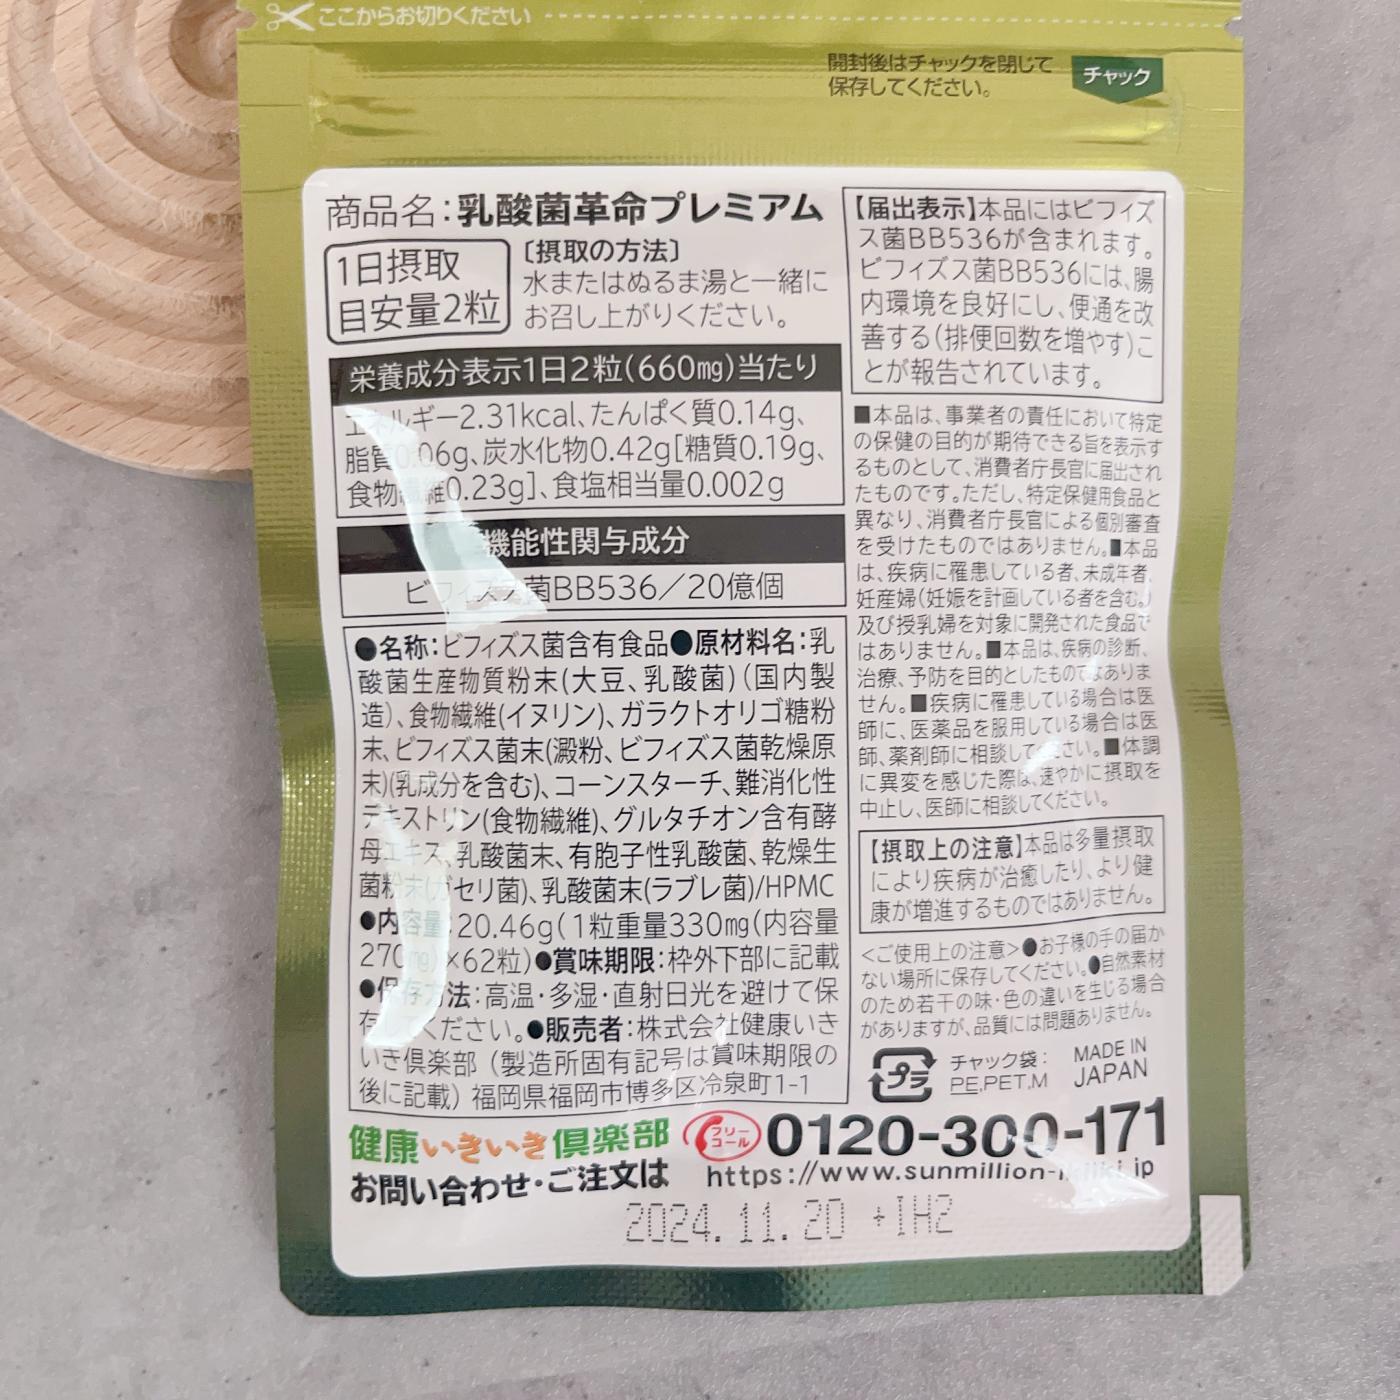 ここからお切りください
開封後はチャックを閉じて
保存してください。
チャック
商品名:乳酸菌革命プレミアム
1日摂取
目安量2粒
〔摂取の方法〕
水またはぬるま湯と一緒に
お召し上がりください。
栄養成分表示1日2粒(660㎎)当たり
エネルギー2.31kcal、たんぱく質0.14g、
脂質0.06g、炭水化物0.42g[糖質0.19g、
食物繊維0.23g]、食塩相当量0.002g
機能性関与成分
ビフィズス菌BB536/20億個
●名称:ビフィズス菌含有食品●原材料名:乳
酸菌生産物質粉末(大豆、乳酸菌)(国内製
造)、食物繊維(イヌリン)、ガラクトオリゴ糖粉
末、ビフィズス菌末(澱粉、ビフィズス菌乾燥原
末)(乳成分を含む)、コーンスターチ、難消化性
デキストリン(食物繊維)、グルタチオン含有酵
母エキス、乳酸菌末、有胞子性乳酸菌、乾燥生
菌粉末(ガセリ菌)、乳酸菌末(ラブレ菌)/HPMC
●内容量:20.46g(1粒重量330㎎(内容量
270㎎)×62粒)●賞味期限:枠外下部に記載
●保存方法:高温・多湿・直射日光を避けて保
存してください。●販売者:株式会社健康いき
いき倶楽部(製造所固有記号は賞味期限の
後に記載)福岡県福岡市博多区冷泉町1-1
【届出表示】本品にはビフィズ
ス菌BB536が含まれます。
ビフィズス菌BB536には、腸
内環境を良好にし、便通を改
善する(排便回数を増やす)こ
とが報告されています。
■本品は、事業者の責任において特定
の保健の目的が期待できる旨を表示す
るものとして、消費者庁長官に届出され
たものです。ただし、特定保健用食品と
異なり、消費者庁長官による個別審査
を受けたものではありません。■本品
は、疾病に罹患している者、未成年者、
妊産婦(妊娠を計画している者を含む。)
及び授乳婦を対象に開発された食品で
はありません。■本品は、疾病の診断、
治療、予防を目的としたものではありま
せん。■疾病に罹患している場合は医
師に、医薬品を服用している場合は医
師、薬剤師に相談してください。■体調
に異変を感じた際は、速やかに摂取を
中止し、医師に相談してください。
【摂取上の注意】本品は多量摂取
により疾病が治癒したり、より健
康が増進するものではありません。
<ご使用上の注意>●お子様の手の届か
ない場所に保存してください。●自然素材
のため若干の味・色の違いを生じる場合
がありますが、品質には問題ありません。
プラ
チャック袋:
PE,PET,M
MADE IN
JAPAN
健康いきいき倶楽部
お問い合わせ・ご注文は
フリー
コール
0120-300-171
https://www.sunmillion-ikiiki.jp
2024.11.20 +IH2